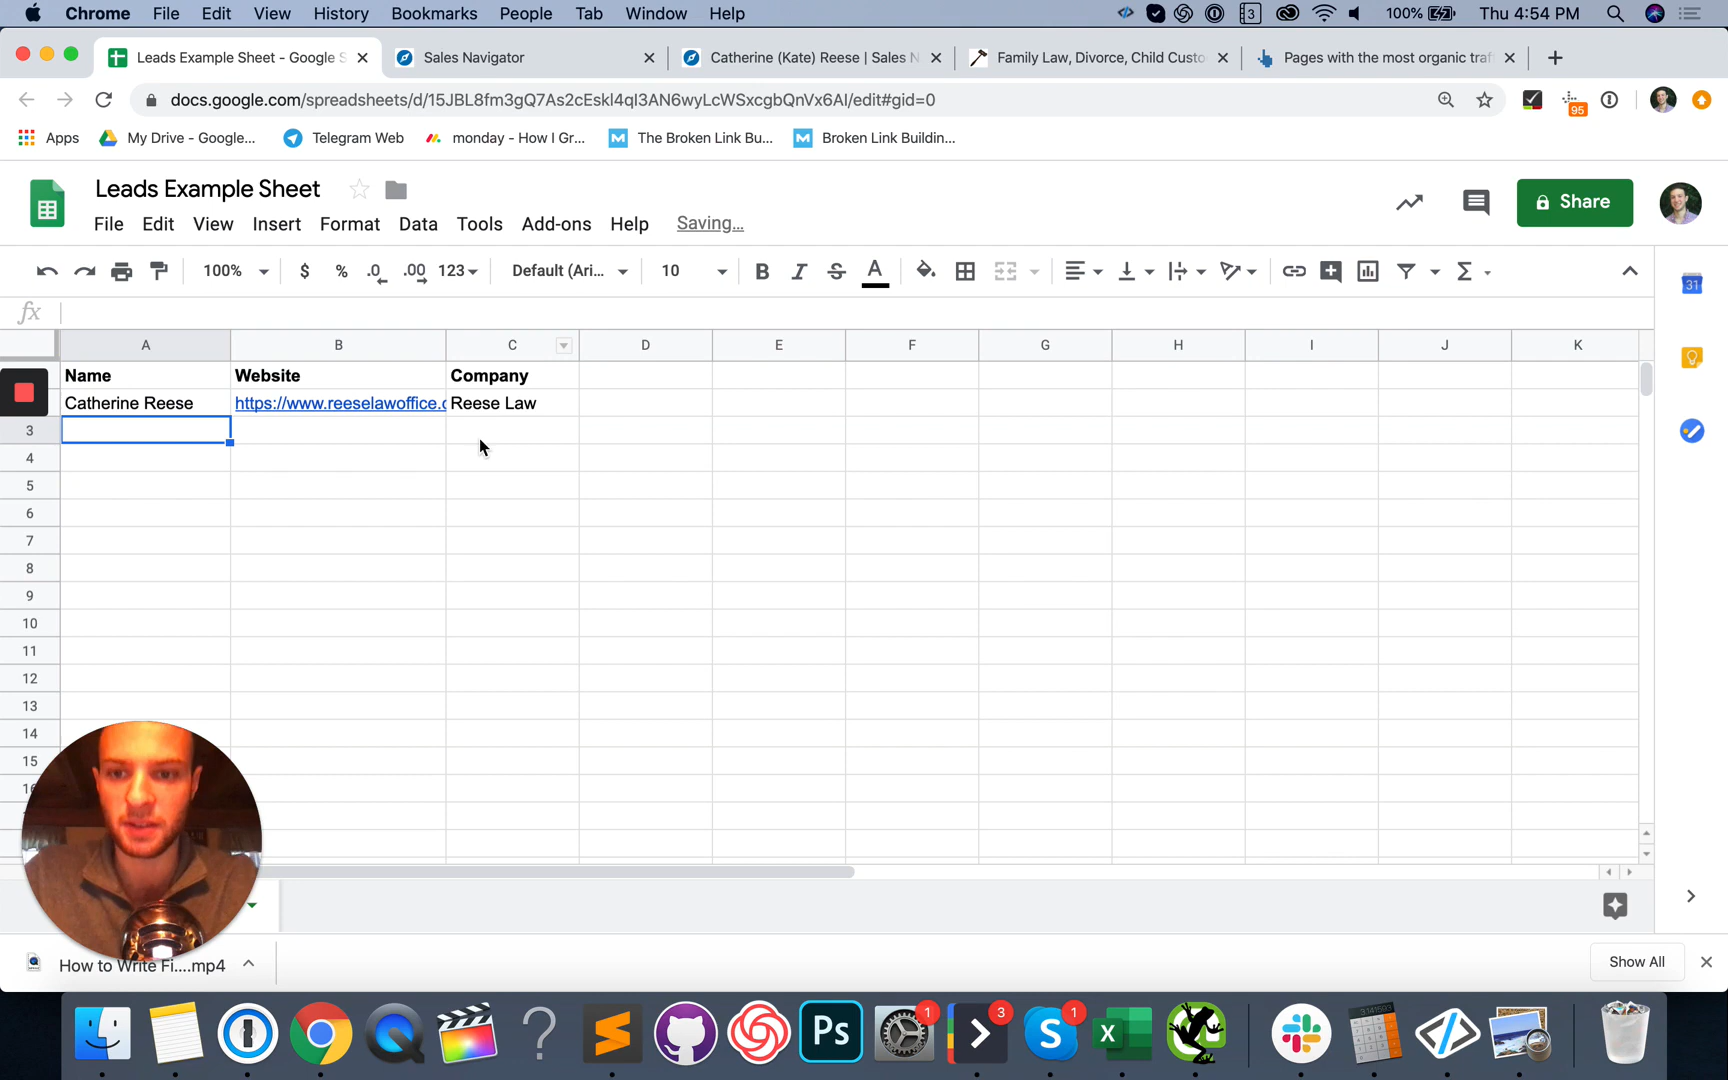 Chrome File Edit View History Bookmarks People Tab Window Help 3 100% Thu 4:54 PM
Leads Example Sheet - Google S Sales Navigator Catherine (Kate) Reese | Sales N Family Law, Divorce, Child Custo Pages with the most organic traf
docs.google.com/spreadsheets/d/15JBL8fm3gQ7As2cEskl4ql3AN6wyLcWSxcgbQnVx6AI/edit#gid=0 95
Apps My Drive - Google... Telegram Web monday - How I Gr... The Broken Link Bu... Broken Link Buildin...
Leads Example Sheet
Share
File Edit View Insert Format Data Tools Add-ons Help Saving...
100% $ % .0 .00 123 Default (Ari... 10 B I S A Σ
31
fx
A B C D E F G H I J K
Name Website Company
Catherine Reese https://www.reeselawoffice.c Reese Law
3
4
5
6
7
8
9
10
11
12
13
14
15
How to Write Fi....mp4 Show All
Ps 1 3 S 1 X